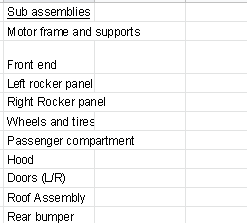 Sub assemblies
Motor frame and supports
Front end
Left rocker panel
Right Rocker panel
Wheels and tires
Passenger compartment
Hood
Doors (L/R)
Roof Assembly
Rear bumper